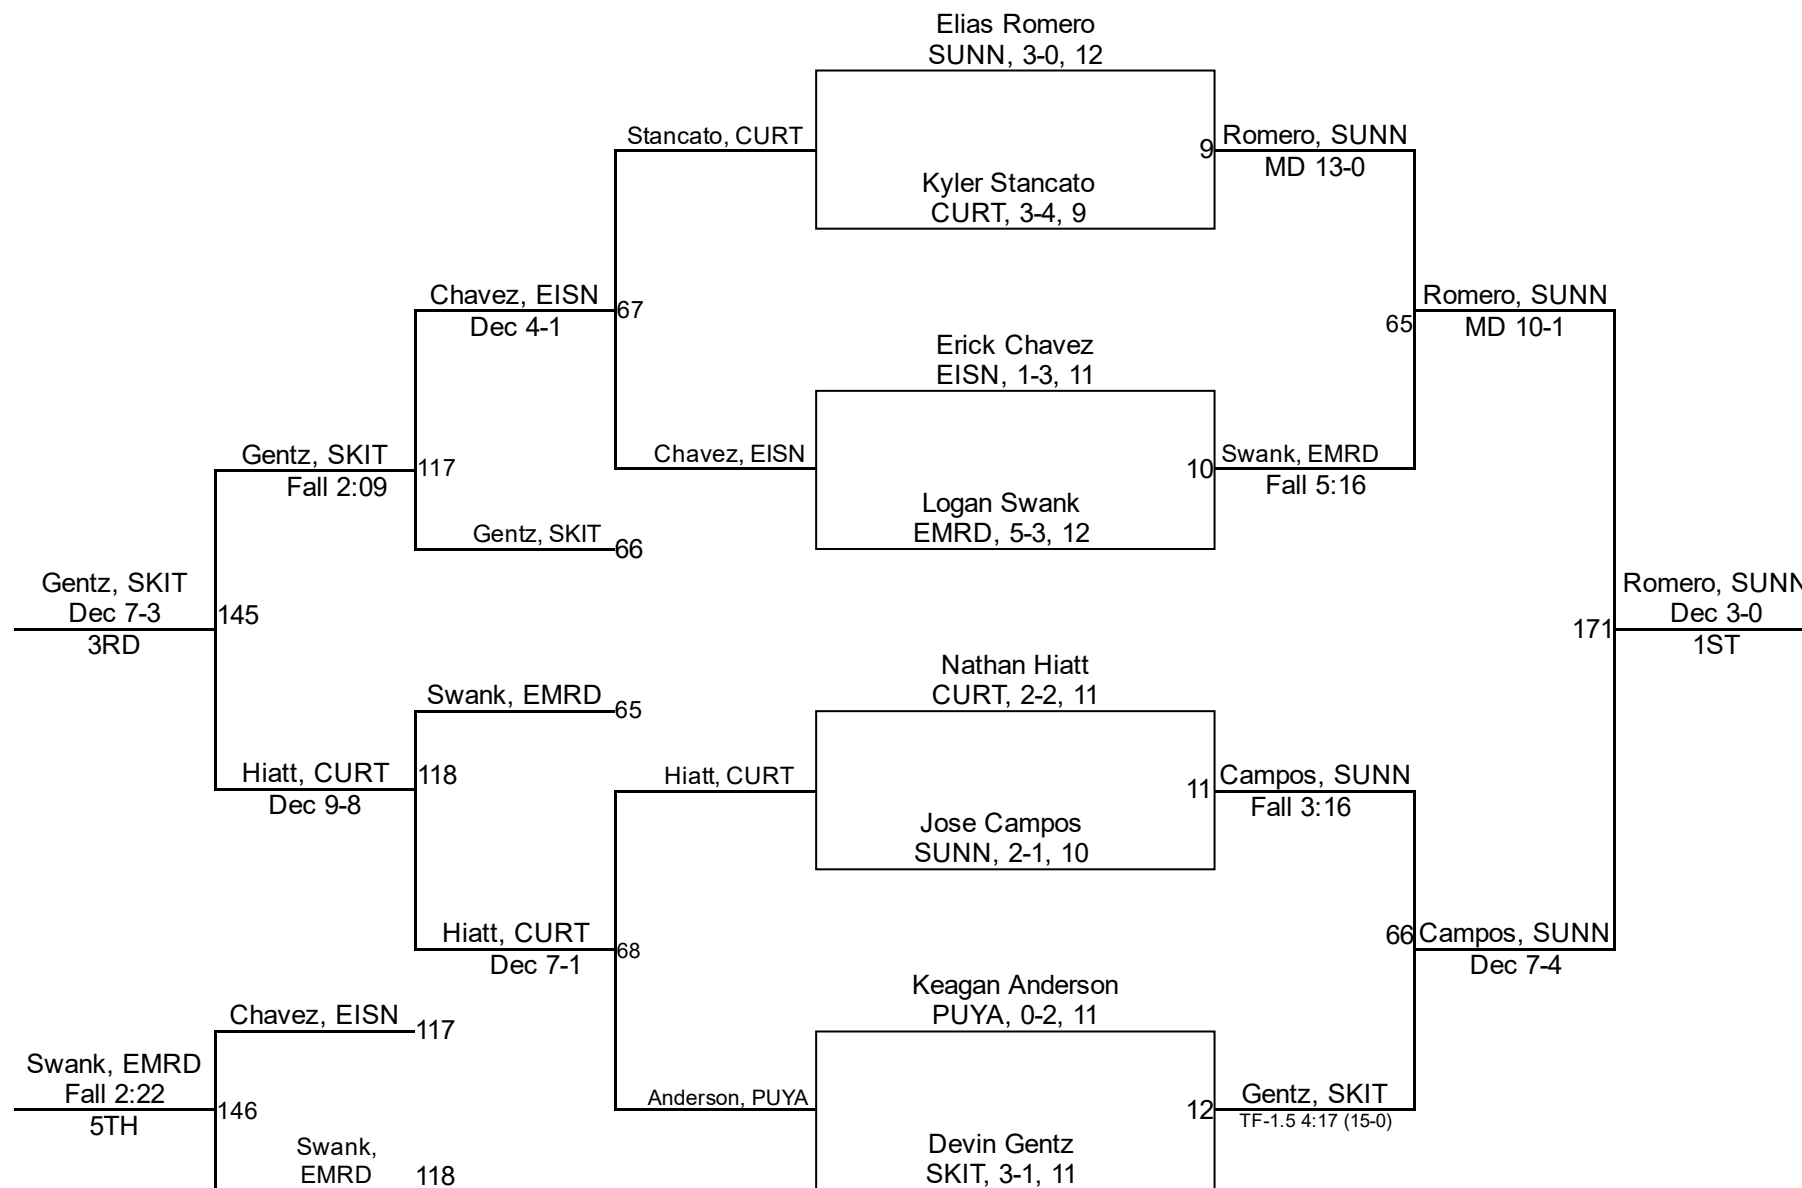 Elias Romero
SUNN, 3-0, 12
Stancato, CURT
9
Romero, SUNN
MD 13-0
Kyler Stancato
CURT, 3-4, 9
Chavez, EISN
Dec 4-1
67
65
Romero, SUNN
MD 10-1
Erick Chavez
EISN, 1-3, 11
Gentz, SKIT
Fall 2:09
117
Chavez, EISN
10
Swank, EMRD
Fall 5:16
Logan Swank
EMRD, 5-3, 12
Gentz, SKIT
66
Gentz, SKIT
Dec 7-3
3RD
145
171
Romero, SUNN
Dec 3-0
1ST
Nathan Hiatt
CURT, 2-2, 11
Swank, EMRD
65
Hiatt, CURT
Dec 9-8
118
Hiatt, CURT
11
Campos, SUNN
Fall 3:16
Jose Campos
SUNN, 2-1, 10
Hiatt, CURT
Dec 7-1
68
66
Campos, SUNN
Dec 7-4
Keagan Anderson
PUYA, 0-2, 11
Chavez, EISN
117
Swank, EMRD
Fall 2:22
5TH
146
Anderson, PUYA
12
Gentz, SKIT
TF-1.5 4:17 (15-0)
Swank,
EMRD
118
Devin Gentz
SKIT, 3-1, 11